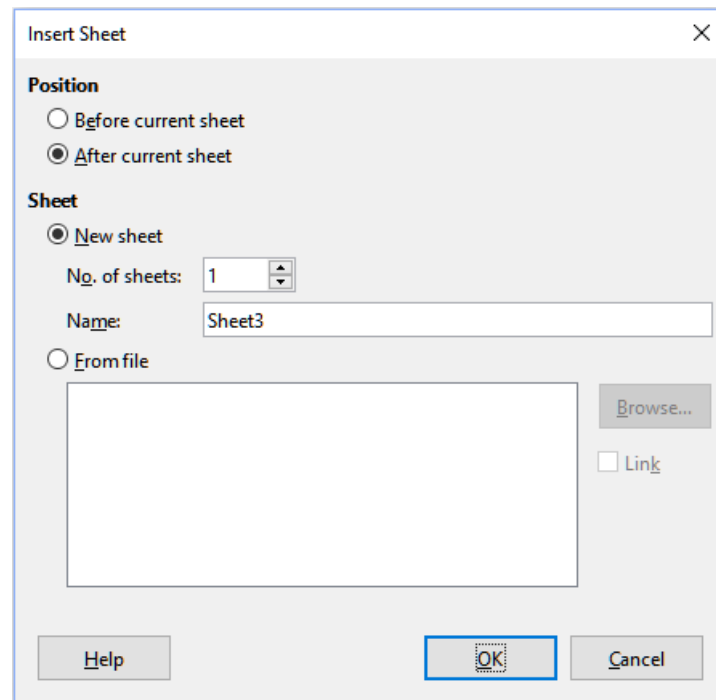 Insert Sheet
Position
Before current sheet
After current sheet
Sheet
New sheet
No. of sheets: 1
Name: Sheet3
From file
Browse...
Link
Help OK Cancel